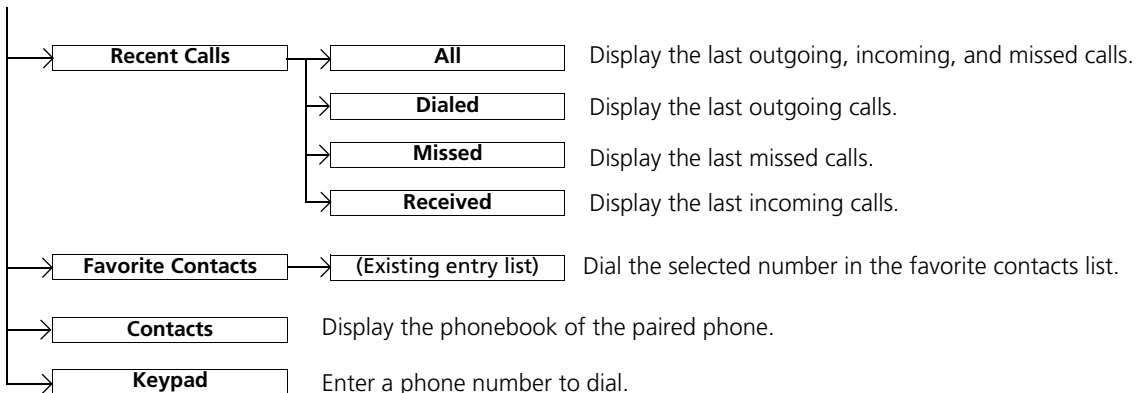 Recent Calls All Display the last outgoing, incoming, and missed calls.
Dialed Display the last outgoing calls.
Missed Display the last missed calls.
Received Display the last incoming calls.
Favorite Contacts (Existing entry list) Dial the selected number in the favorite contacts list.
Contacts Display the phonebook of the paired phone.
Keypad Enter a phone number to dial.